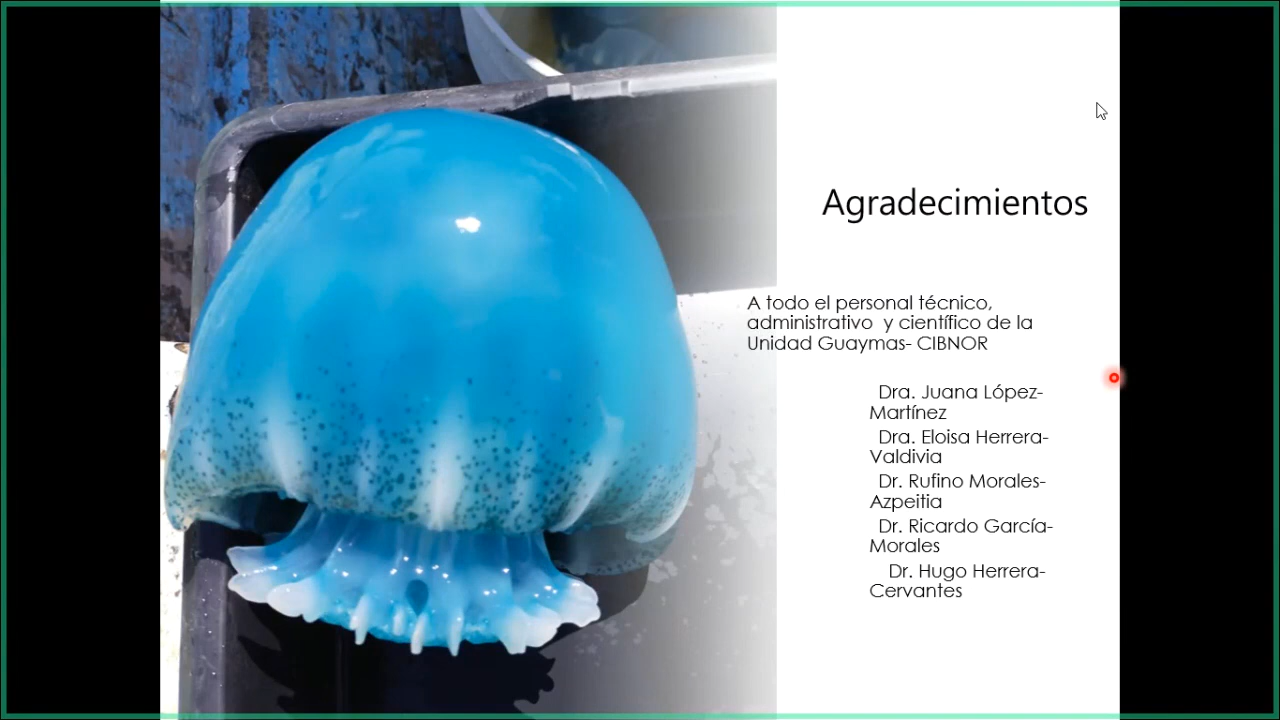 Agradecimientos
A todo el personal técnico,
administrativo  y científico de la
Unidad Guaymas- CIBNOR
Dra. Juana López-
Martínez
Dra. Eloisa Herrera-
Valdivia
Dr. Rufino Morales-
Azpeitia
Dr. Ricardo García-
Morales
Dr. Hugo Herrera-
Cervantes